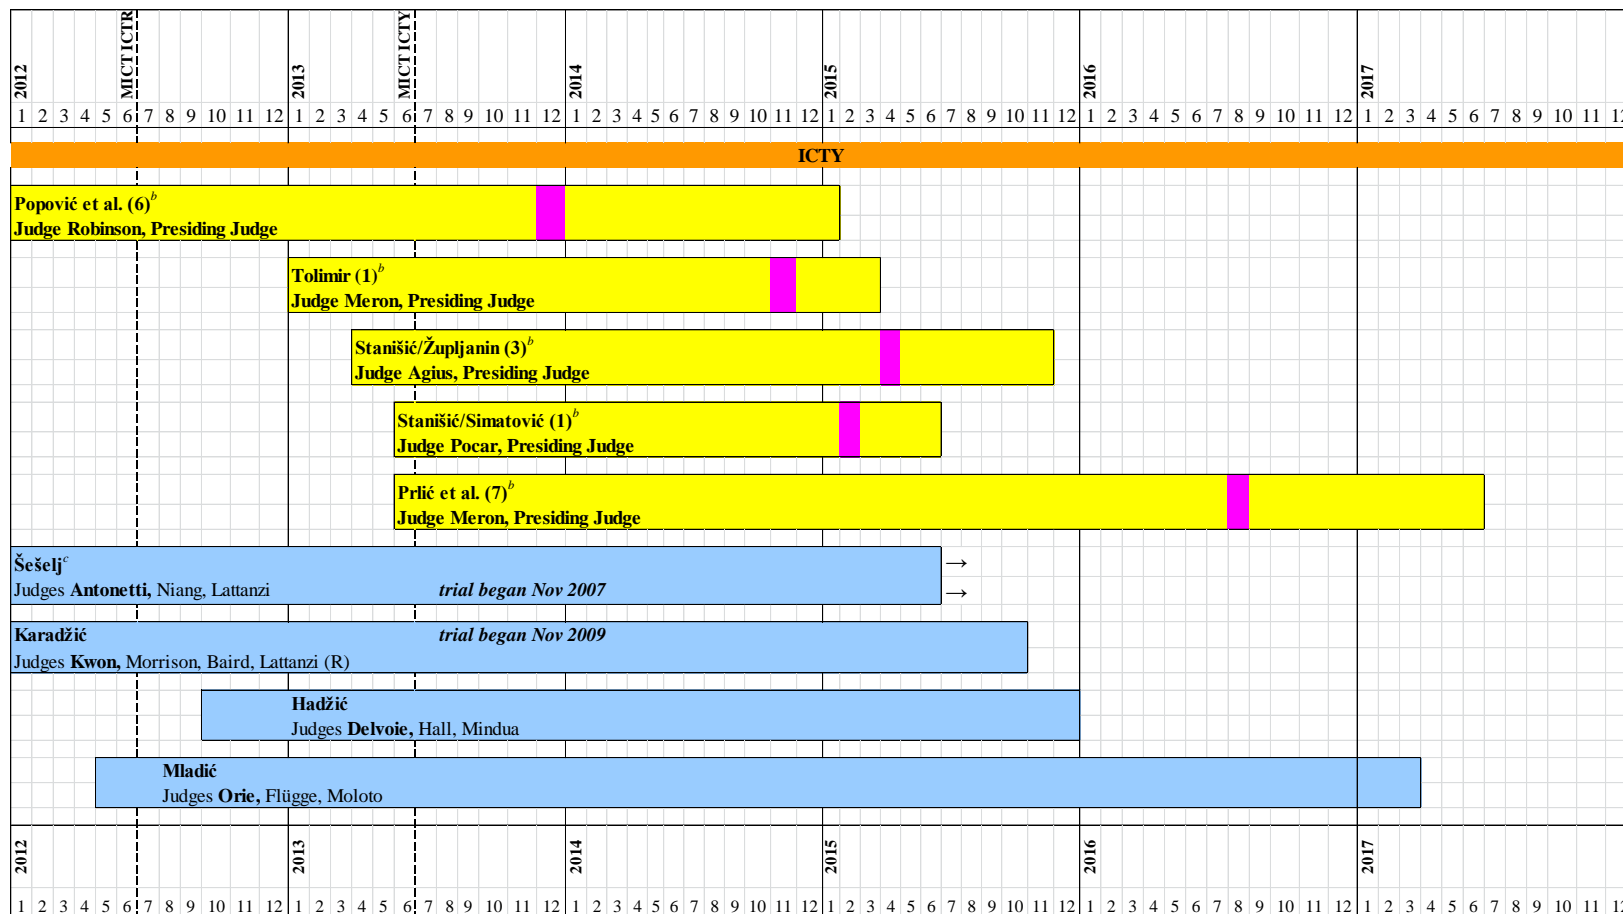 2012 MICT ICTR 2013 MICT ICTY 2014 2015 2016 2017
1 2 3 4 5 6 7 8 9 10 11 12 1 2 3 4 5 6 7 8 9 10 11 12 1 2 3 4 5 6 7 8 9 10 11 12 1 2 3 4 5 6 7 8 9 10 11 12 1 2 3 4 5 6 7 8 9 10 11 12 1 2 3 4 5 6 7 8 9 10 11 12
ICTY
Popović et al. (6)b
Judge Robinson, Presiding Judge
Tolimir (1)b
Judge Meron, Presiding Judge
Stanišić/Župljanin (3)b
Judge Agius, Presiding Judge
Stanišić/Simatović (1)b
Judge Pocar, Presiding Judge
Prlić et al. (7)b
Judge Meron, Presiding Judge
Šešeljc →
Judges Antonetti, Niang, Lattanzi trial began Nov 2007 →
Karadžić trial began Nov 2009
Judges Kwon, Morrison, Baird, Lattanzi (R)
Hadžić
Judges Delvoie, Hall, Mindua
Mladić
Judges Orie, Flügge, Moloto
2012 2013 2014 2015 2016 2017
1 2 3 4 5 6 7 8 9 10 11 12 1 2 3 4 5 6 7 8 9 10 11 12 1 2 3 4 5 6 7 8 9 10 11 12 1 2 3 4 5 6 7 8 9 10 11 12 1 2 3 4 5 6 7 8 9 10 11 12 1 2 3 4 5 6 7 8 9 10 11 12